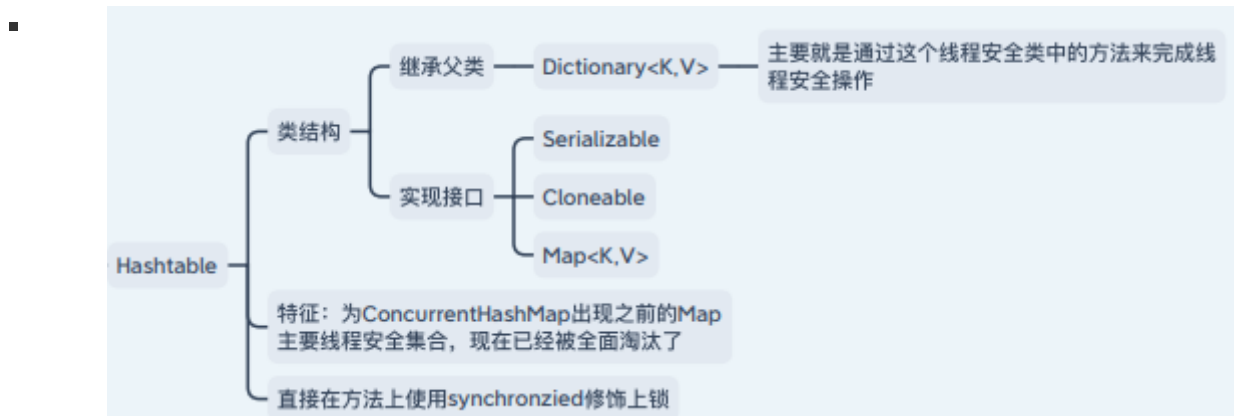 继承父类
Dictionary<K,V>
主要就是通过这个线程安全类中的方法来完成线
程安全操作
类结构
Serializable
实现接口
Cloneable
Map<K,V>
Hashtable
特征：为ConcurrentHashMap出现之前的Map
主要线程安全集合，现在已经被全面淘汰了
直接在方法上使用synchronzied修饰上锁